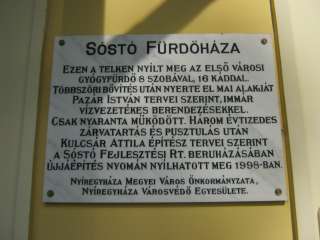 Sóstó Fürdőháza
Ezen a telken nyílt meg az első városi
gyógyfürdő 8 szobával, 16 káddal.
Többszöri bővítés után nyerte el mai alakját
Pazár István tervei szerint, immár
vízvezetékes berendezésekkel.
Csak nyaranta működött. Három évtizedes
zárvatartás és pusztulás után
Kulcsár Attila építész tervei szerint
a Sóstó Fejlesztési Rt. beruházásában
újjáépítés nyomán nyílhatott meg 1998-ban.
Nyíregyháza Megyei Város Önkormányzata,
Nyíregyháza Városvédő Egyesülete.